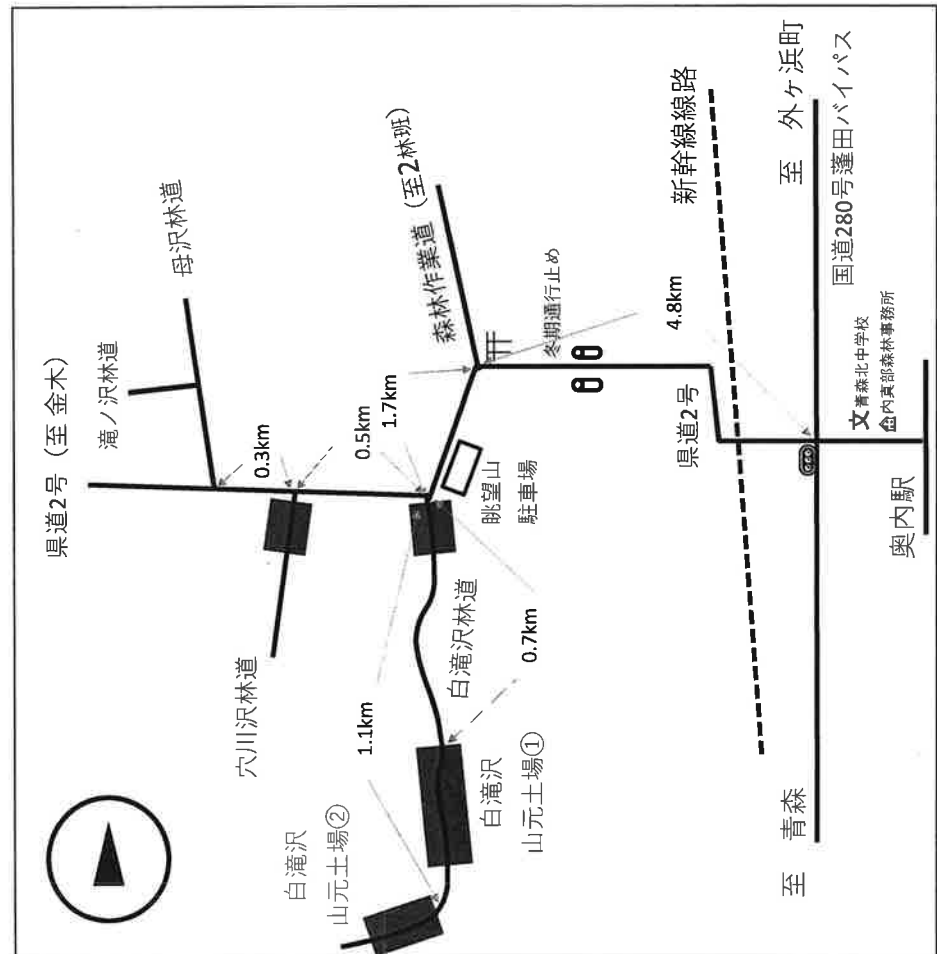 県道2号（至 金木）
滝ノ沢林道
母沢林道
0.3km
穴川沢林道
0.5km
1.7km
森林作業道（至2林班）
眺望山
駐車場
冬期通行止め
白滝沢林道
1.1km
0.7km
白滝沢
山元土場②
白滝沢
山元土場①
4.8km
県道2号
新幹線線路
至 外ヶ浜町
国道280号蓬田バイパス
文 青森北中学校
内真部森林事務所
奥内駅
至 青森